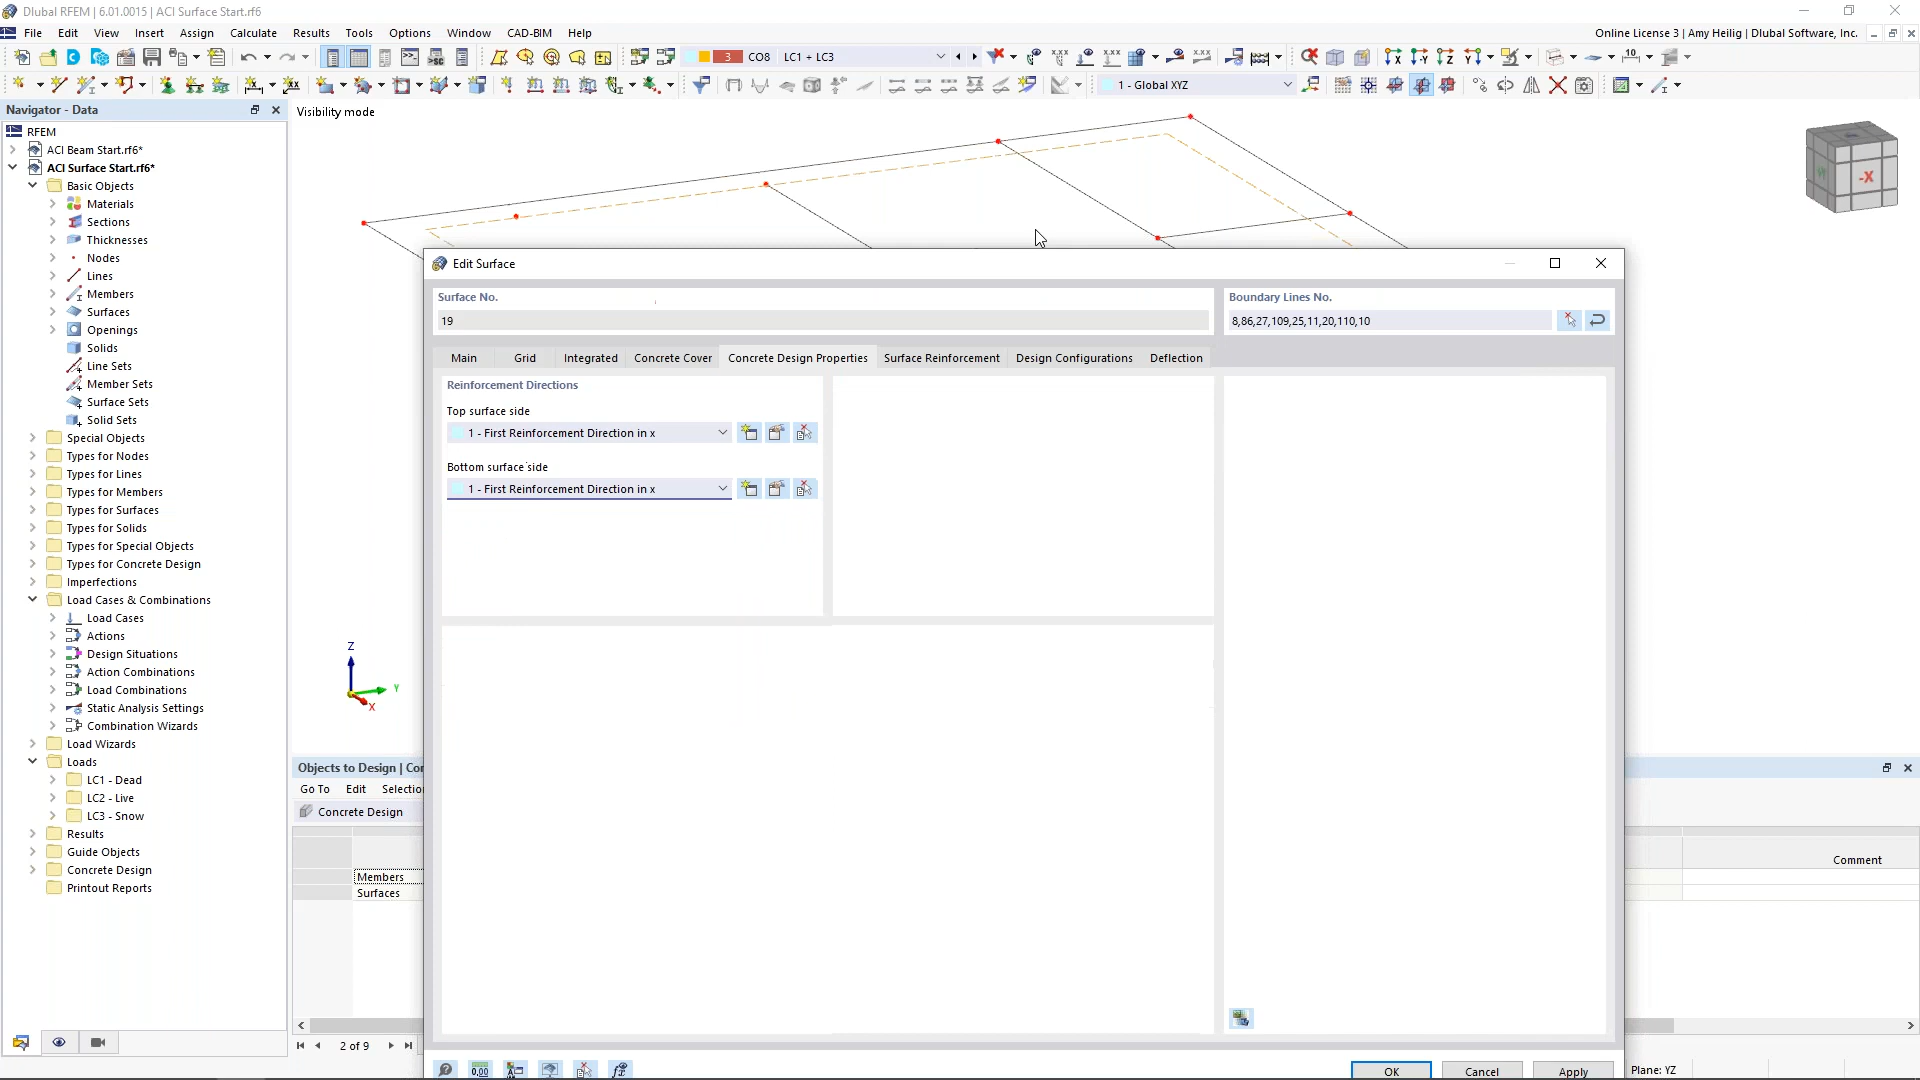 Dlubal RFEM | 6.01.0015 | ACI Surface Start.rf6
File Edit View Insert Assign Calculate Results Tools Options Window CAD-BIM Help
Online License 3 | Amy Heilig | Dlubal Software, Inc.
3 CO8 LC1 + LC3
1 - Global XYZ
Navigator - Data
Visibility mode
RFEM
ACI Beam Start.rf6*
ACI Surface Start.rf6*
Basic Objects
Materials
Sections
Thicknesses
Nodes
Lines
Members
Surfaces
Openings
Solids
Line Sets
Member Sets
Surface Sets
Solid Sets
Special Objects
Types for Nodes
Types for Lines
Types for Members
Types for Surfaces
Types for Solids
Types for Special Objects
Types for Concrete Design
Imperfections
Load Cases & Combinations
Load Cases
Actions
Design Situations
Action Combinations
Load Combinations
Static Analysis Settings
Combination Wizards
Load Wizards
Loads
LC1 - Dead
LC2 - Live
LC3 - Snow
Results
Guide Objects
Concrete Design
Printout Reports
-X
Z
Y
X
Edit Surface
Surface No.
19
Boundary Lines No.
8,86,27,109,25,11,20,110,10
Main Grid Integrated Concrete Cover Concrete Design Properties Surface Reinforcement Design Configurations Deflection
Reinforcement Directions
Top surface side
1 - First Reinforcement Direction in x
Bottom surface side
1 - First Reinforcement Direction in x
OK Cancel Apply
Objects to Design | Co
Go To Edit Selectio
Concrete Design
Comment
Members
Surfaces
2 of 9
Plane: YZ